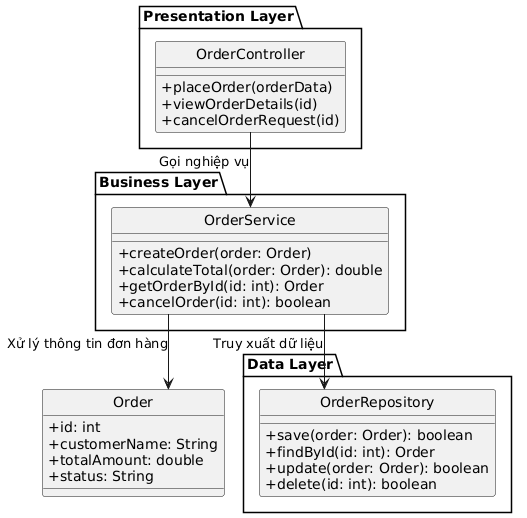 Presentation Layer
OrderController
+placeOrder(orderData)
+viewOrderDetails(id)
+cancelOrderRequest(id)
Gọi nghiệp vụ
Business Layer
OrderService
+createOrder(order: Order)
+calculateTotal(order: Order): double
+getOrderById(id: int): Order
+cancelOrder(id: int): boolean
Xử lý thông tin đơn hàng
Truy xuất dữ liệu
Order
+id: int
+customerName: String
+totalAmount: double
+status: String
Data Layer
OrderRepository
+save(order: Order): boolean
+findById(id: int): Order
+update(order: Order): boolean
+delete(id: int): boolean